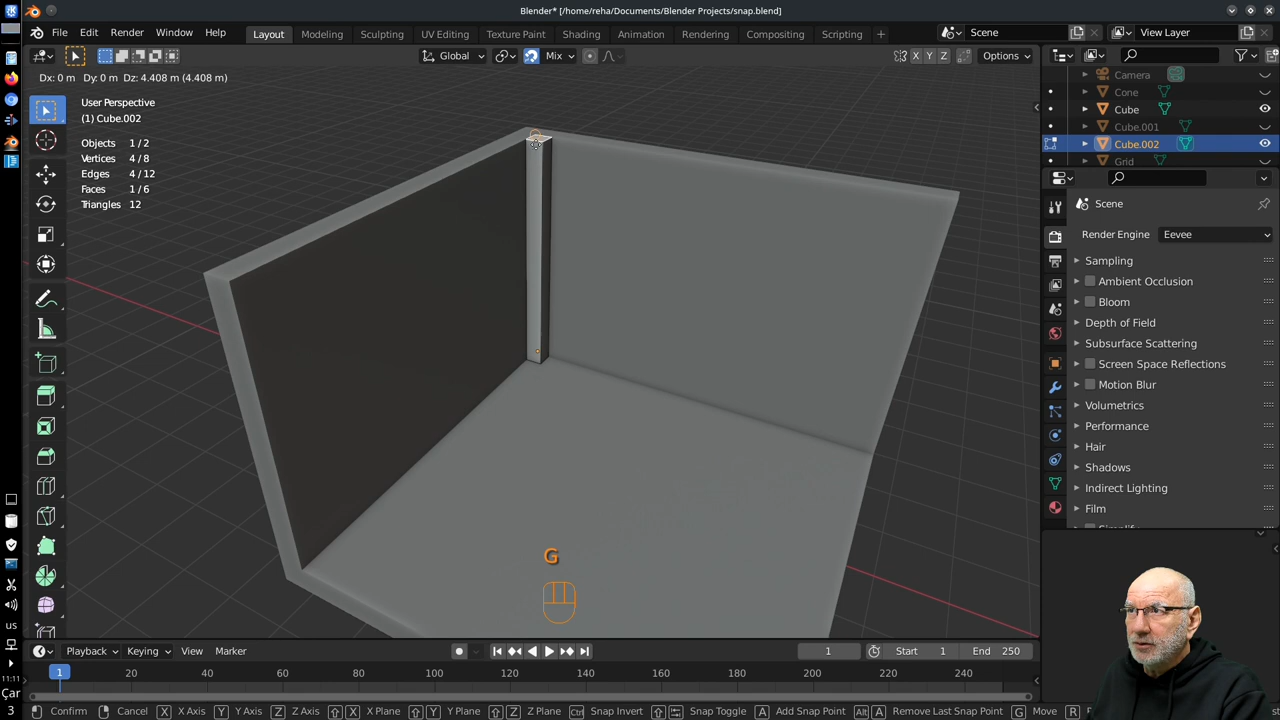 Blender* [/home/reha/Documents/Blender Projects/snap.blend]
File Edit Render Window Help Layout Modeling Sculpting UV Editing Texture Paint Shading Animation Rendering Compositing Scripting + Scene View Layer
Global Mix X Y Z Options
Dx: 0 m Dy: 0 m Dz: 4.408 m (4.408 m)
User Perspective
(1) Cube.002
Objects 1/2
Vertices 4/8
Edges 4/12
Faces 1/6
Triangles 12
G
Camera
Cone
Cube
Cube.001
Cube.002
Grid
Scene
Render Engine Eevee
Sampling
Ambient Occlusion
Bloom
Depth of Field
Subsurface Scattering
Screen Space Reflections
Motion Blur
Volumetrics
Performance
Hair
Shadows
Indirect Lighting
Film
Simplify
us
11:11
Çar
3
Playback Keying View Marker 1 Start 1 End 250
1 20 40 60 80 100 120 140 160 180 200 220 240
Confirm Cancel X X Axis Y Y Axis Z Z Axis X X Plane Y Y Plane Z Z Plane Ctrl Snap Invert Snap Toggle A Add Snap Point Alt A Remove Last Snap Point G Move R